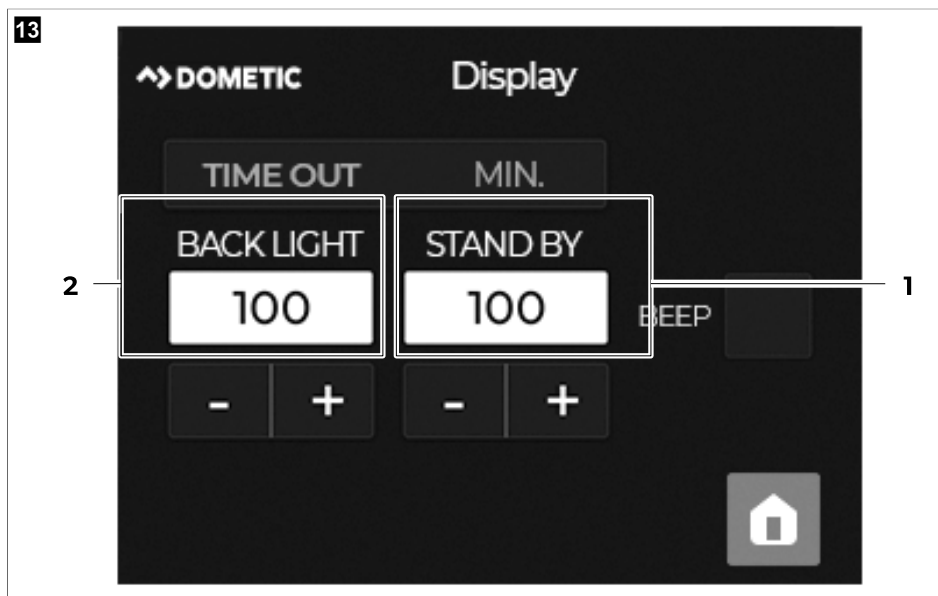 13
DOMETIC Display
TIME OUT MIN.
BACK LIGHT STAND BY
2 100 100 BEEP 1
- + - +